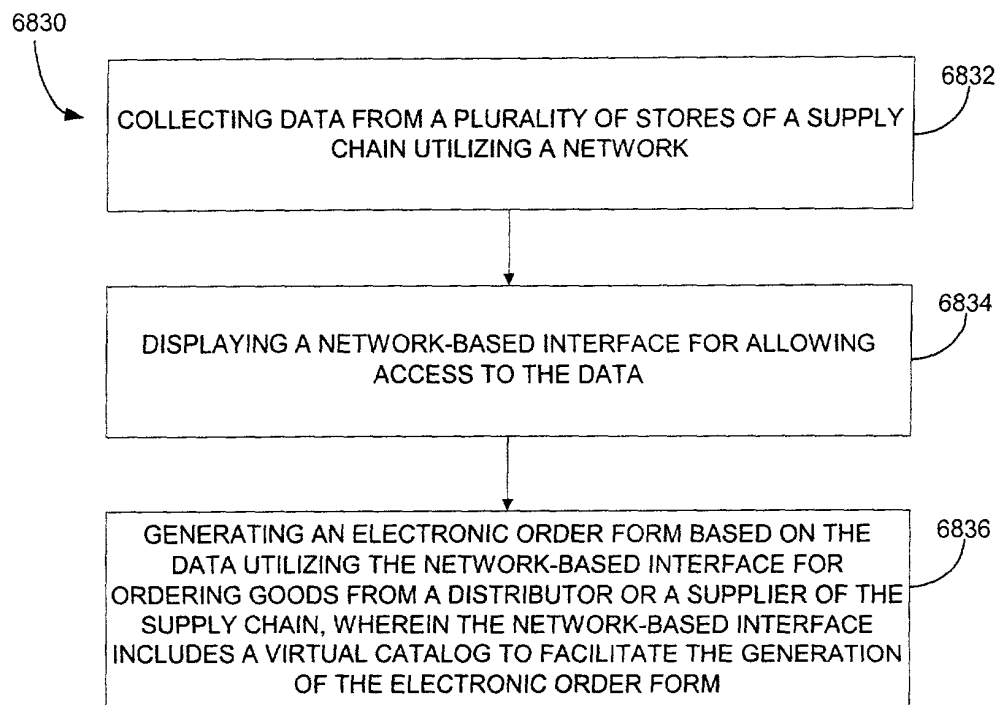 6830
6832
COLLECTING DATA FROM A PLURALITY OF STORES OF A SUPPLY
CHAIN UTILIZING A NETWORK
6834
DISPLAYING A NETWORK-BASED INTERFACE FOR ALLOWING
ACCESS TO THE DATA
6836
GENERATING AN ELECTRONIC ORDER FORM BASED ON THE
DATA UTILIZING THE NETWORK-BASED INTERFACE FOR
ORDERING GOODS FROM A DISTRIBUTOR OR A SUPPLIER OF THE
SUPPLY CHAIN, WHEREIN THE NETWORK-BASED INTERFACE
INCLUDES A VIRTUAL CATALOG TO FACILITATE THE GENERATION
OF THE ELECTRONIC ORDER FORM